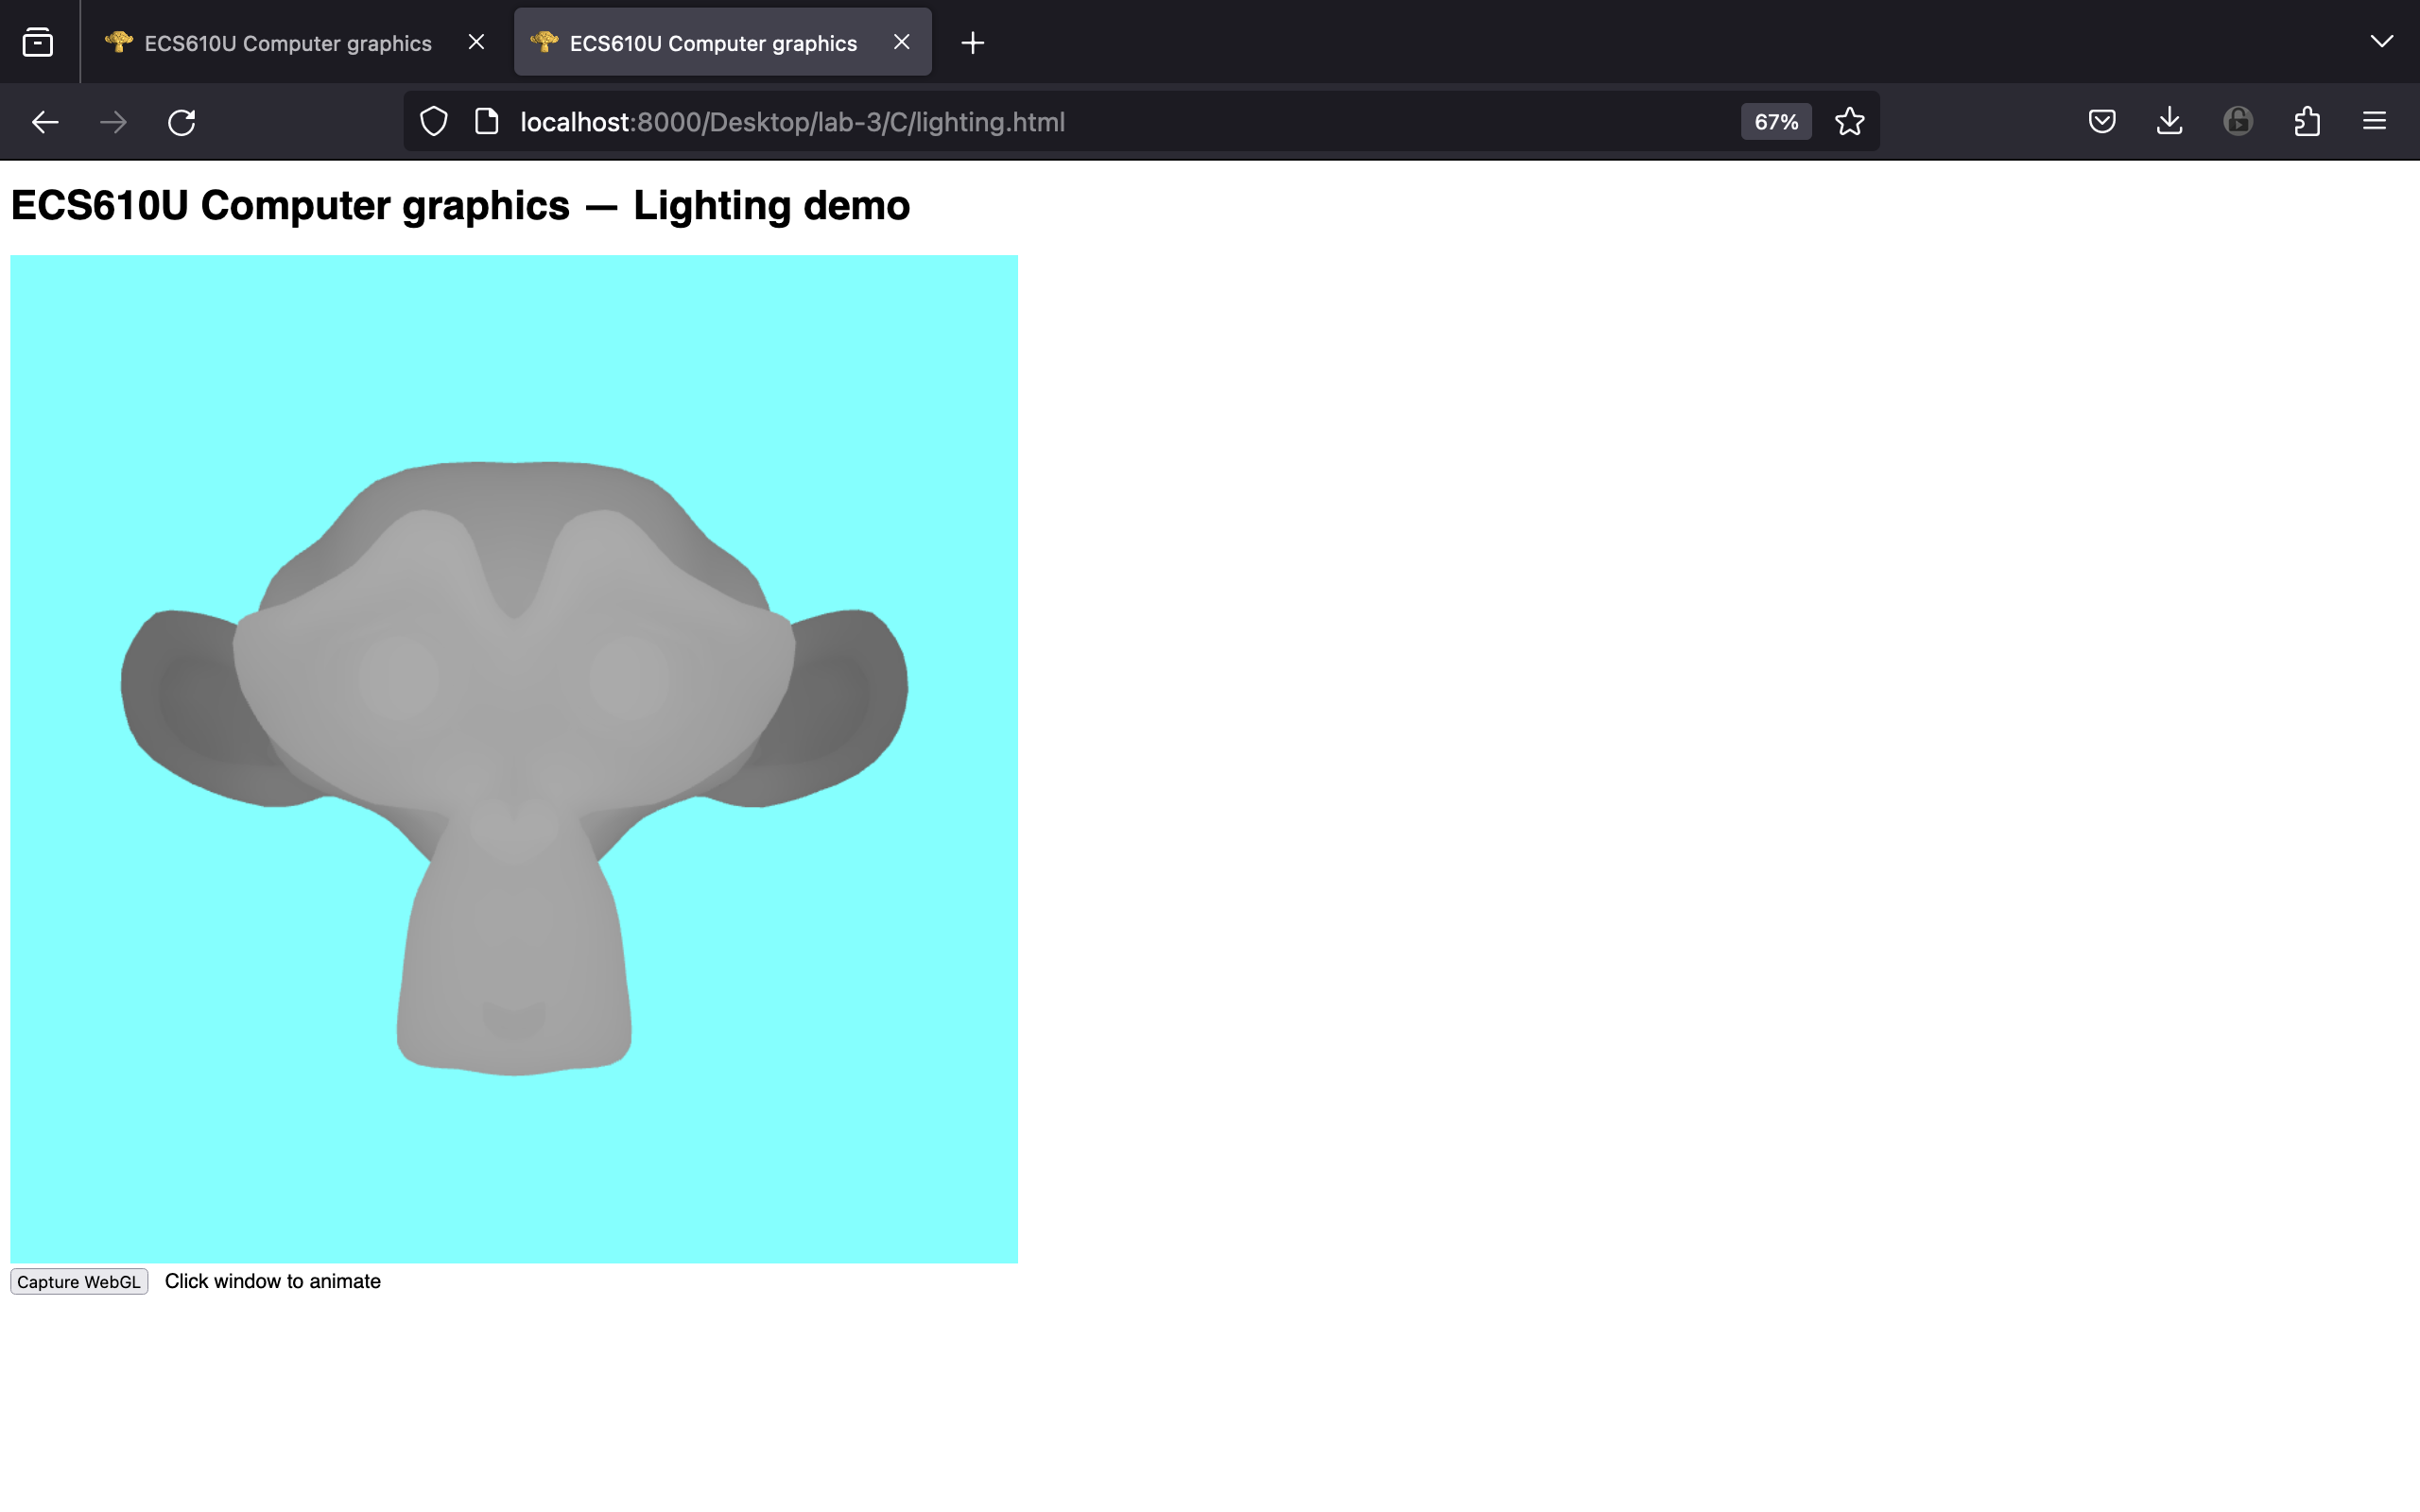 ECS610U Computer graphics
ECS610U Computer graphics
localhost:8000/Desktop/lab-3/C/lighting.html
67%
ECS610U Computer graphics — Lighting demo
Capture WebGL Click window to animate